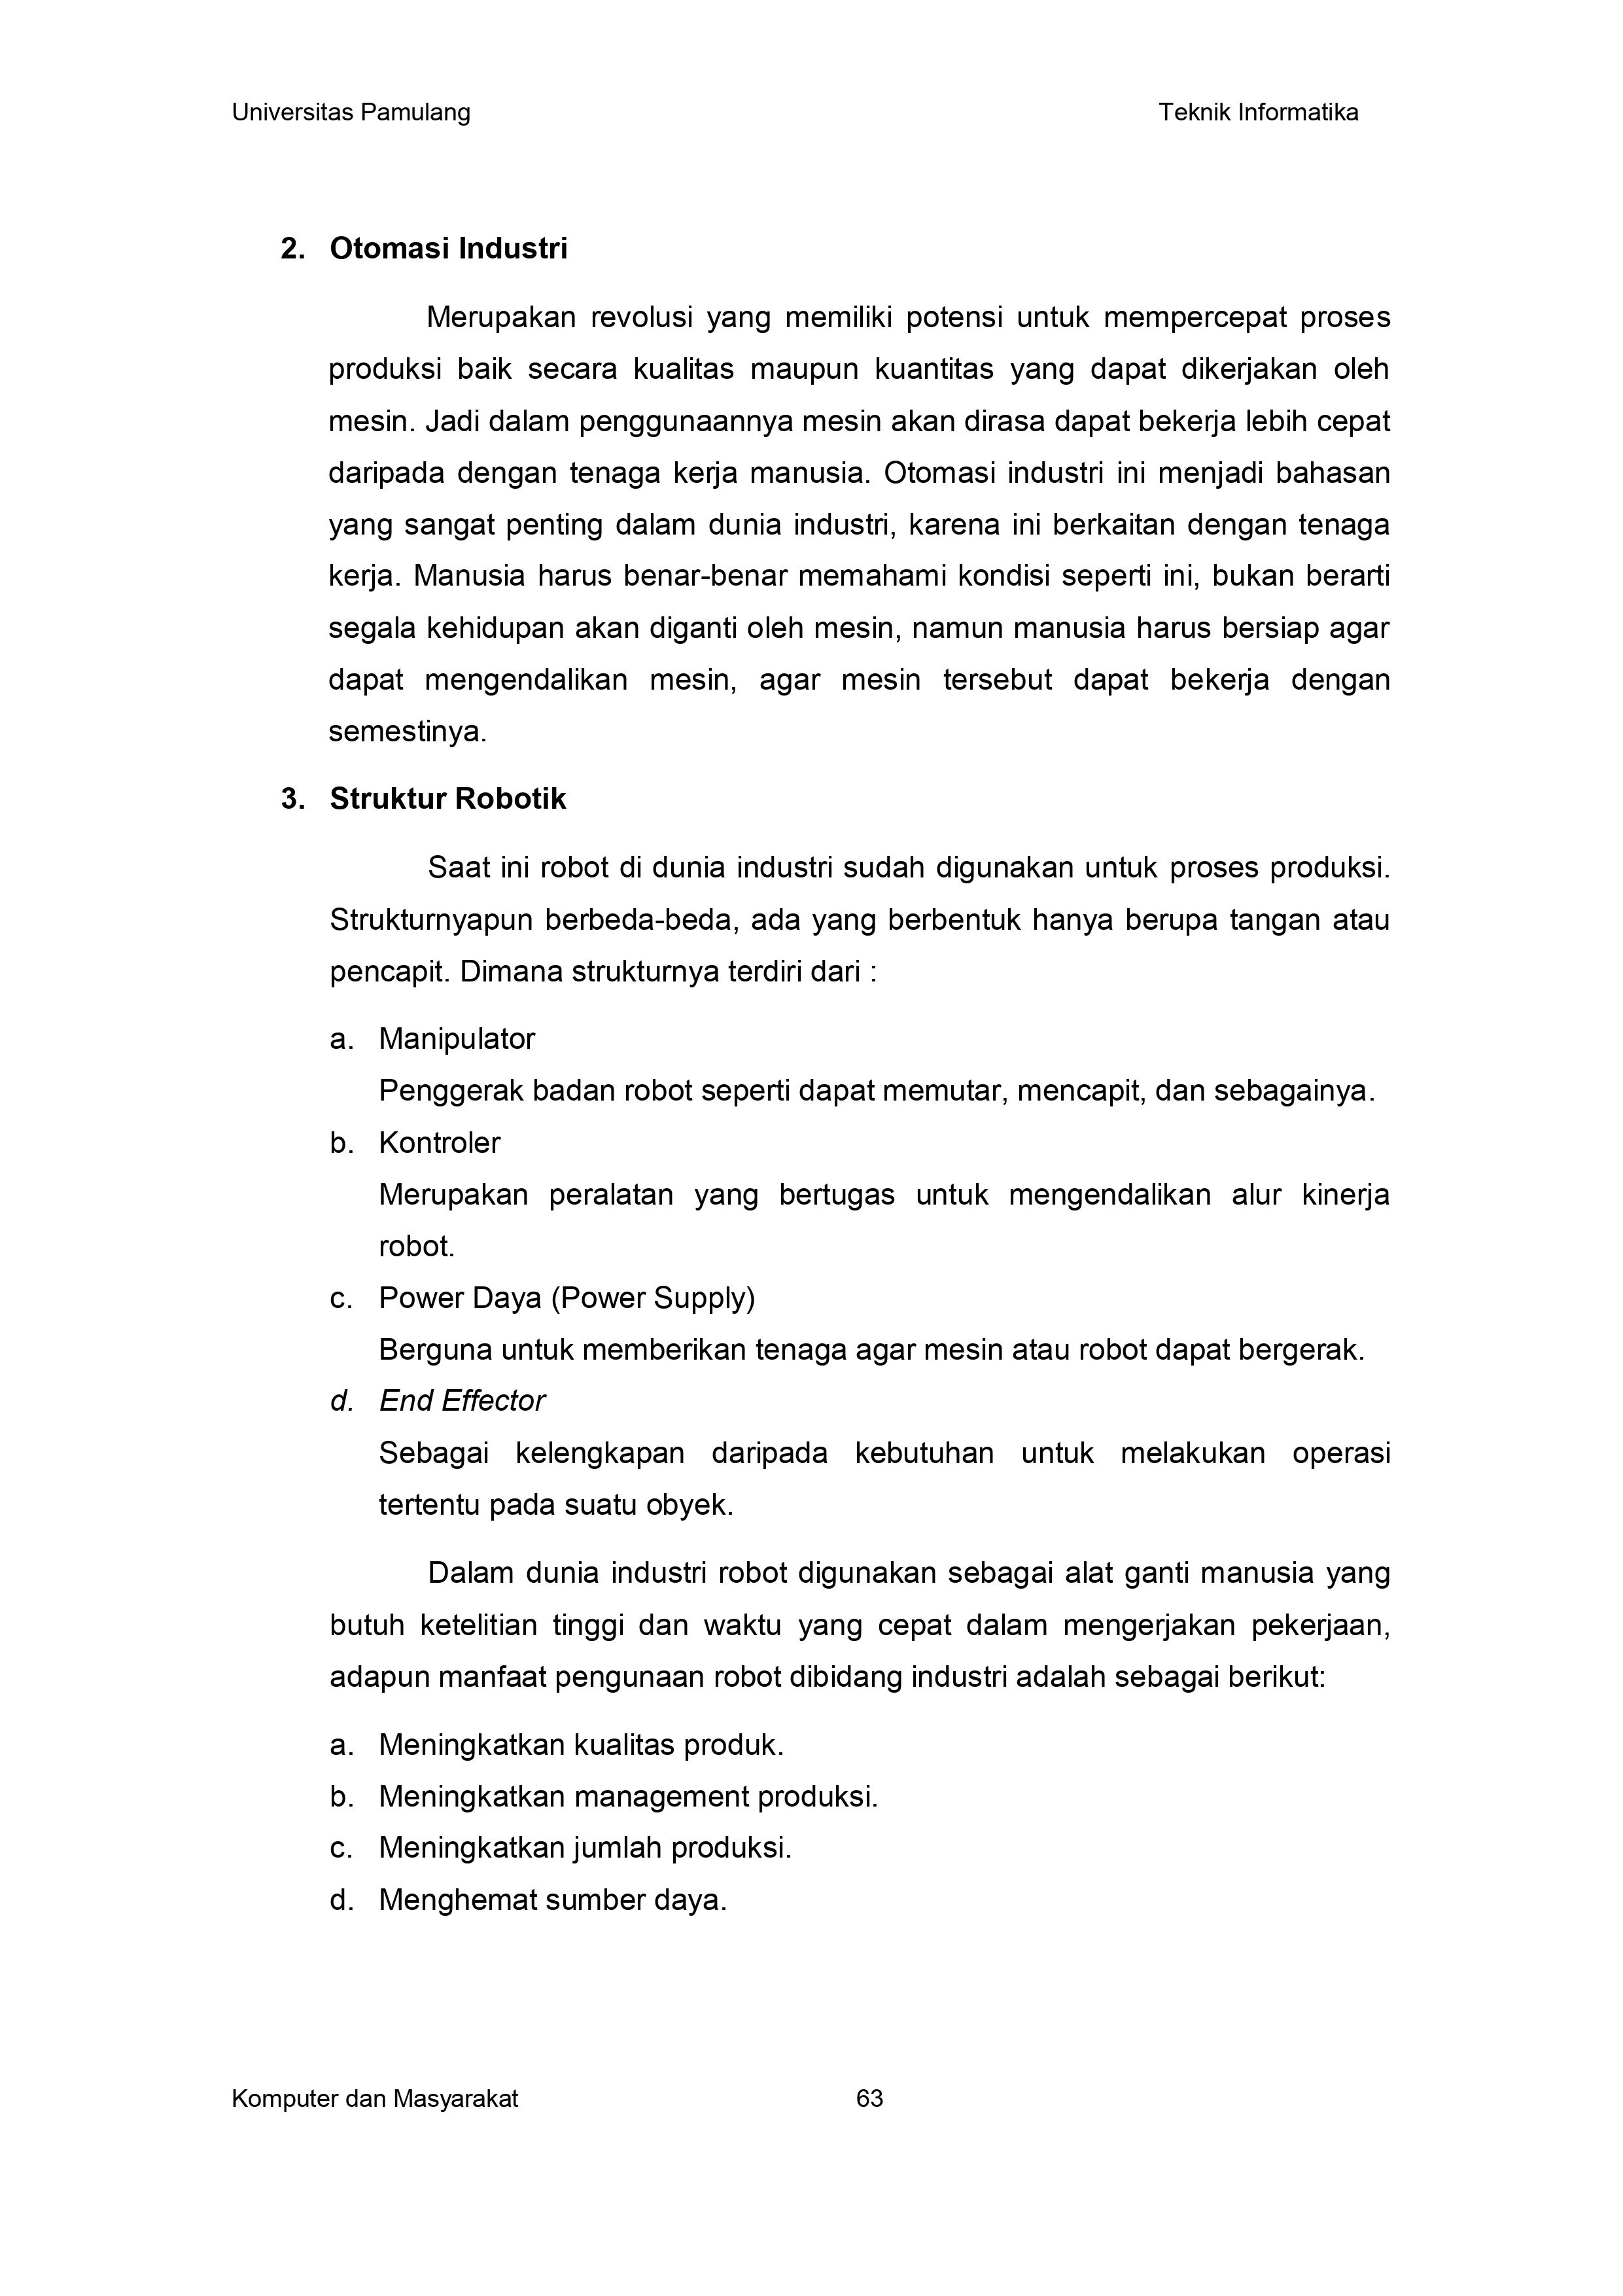 Universitas Pamulang Teknik Informatika
2. Otomasi Industri
Merupakan revolusi yang memiliki potensi untuk mempercepat proses
produksi baik secara kualitas maupun kuantitas yang dapat dikerjakan oleh
mesin. Jadi dalam penggunaannya mesin akan dirasa dapat bekerja lebih cepat
daripada dengan tenaga kerja manusia. Otomasi industri ini menjadi bahasan
yang sangat penting dalam dunia industri, karena ini berkaitan dengan tenaga
kerja. Manusia harus benar-benar memahami kondisi seperti ini, bukan berarti
segala kehidupan akan diganti oleh mesin, namun manusia harus bersiap agar
dapat mengendalikan mesin, agar mesin tersebut dapat bekerja dengan
semestinya.
3. Struktur Robotik
Saat ini robot di dunia industri sudah digunakan untuk proses produksi.
Strukturnyapun berbeda-beda, ada yang berbentuk hanya berupa tangan atau
pencapit. Dimana strukturnya terdiri dari :
a. Manipulator
Penggerak badan robot seperti dapat memutar, mencapit, dan sebagainya.
b. Kontroler
Merupakan peralatan yang bertugas untuk mengendalikan alur kinerja
robot.
c. Power Daya (Power Supply)
Berguna untuk memberikan tenaga agar mesin atau robot dapat bergerak.
d. End Effector
Sebagai kelengkapan daripada kebutuhan untuk melakukan operasi
tertentu pada suatu obyek.
Dalam dunia industri robot digunakan sebagai alat ganti manusia yang
butuh ketelitian tinggi dan waktu yang cepat dalam mengerjakan pekerjaan,
adapun manfaat pengunaan robot dibidang industri adalah sebagai berikut:
a. Meningkatkan kualitas produk.
b. Meningkatkan management produksi.
c. Meningkatkan jumlah produksi.
d. Menghemat sumber daya.
Komputer dan Masyarakat 63